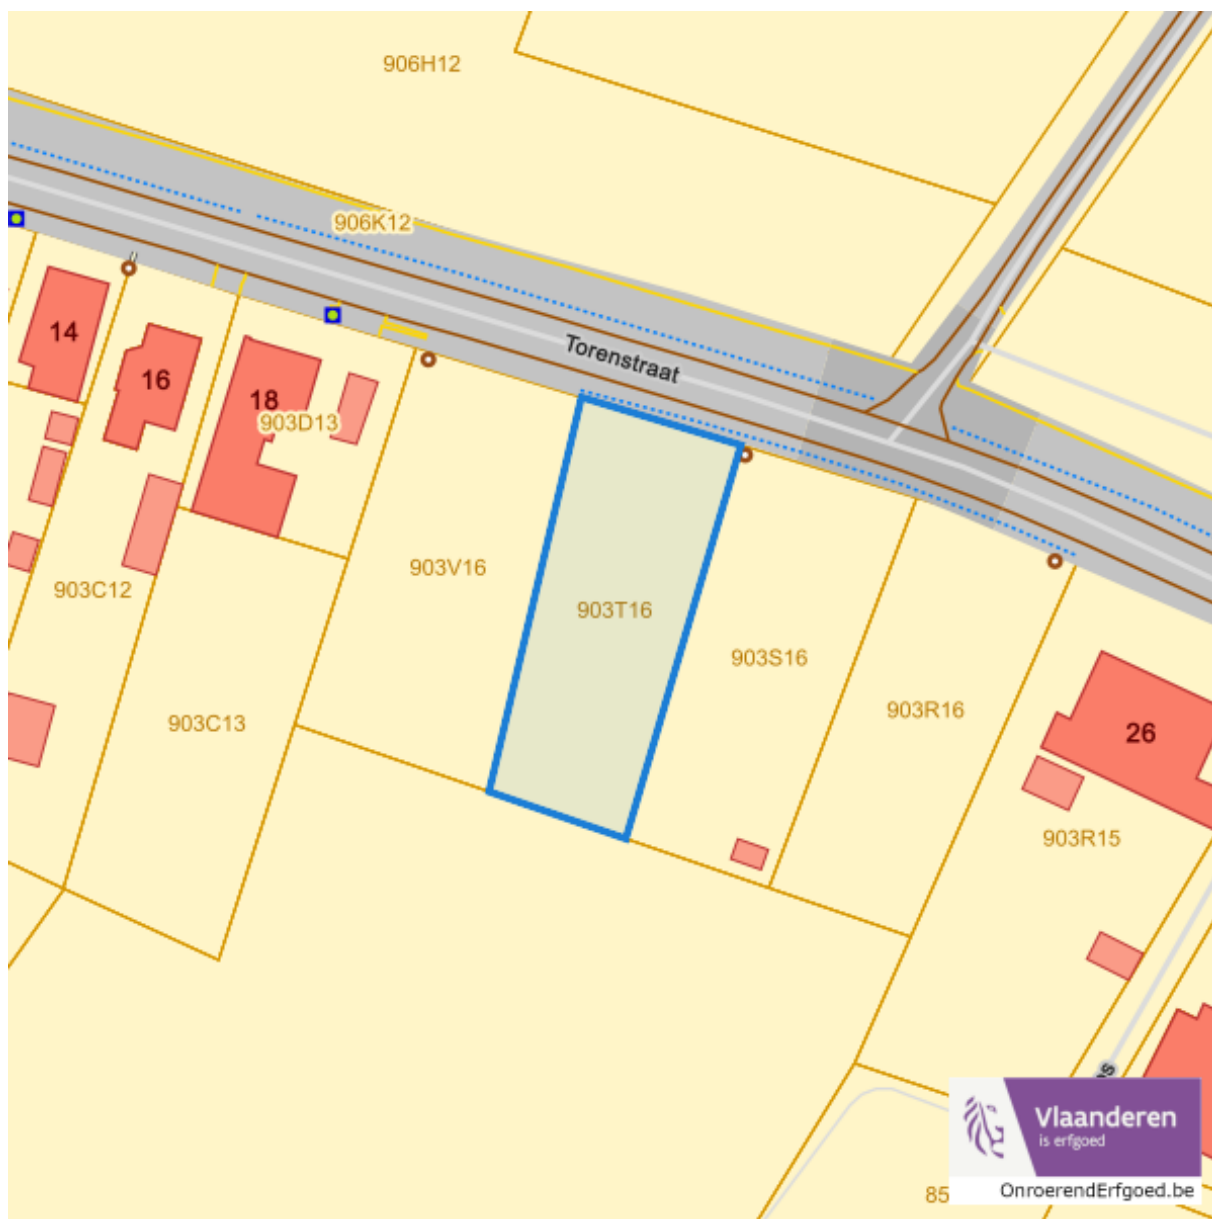 906H12
906K12
Torenstraat
14
16
18
903D13
903V16
903T16
903C12
903S16
903C13
903R16
26
903R15
Vlaanderen
is erfgoed
85
OnroerendErfgoed.be